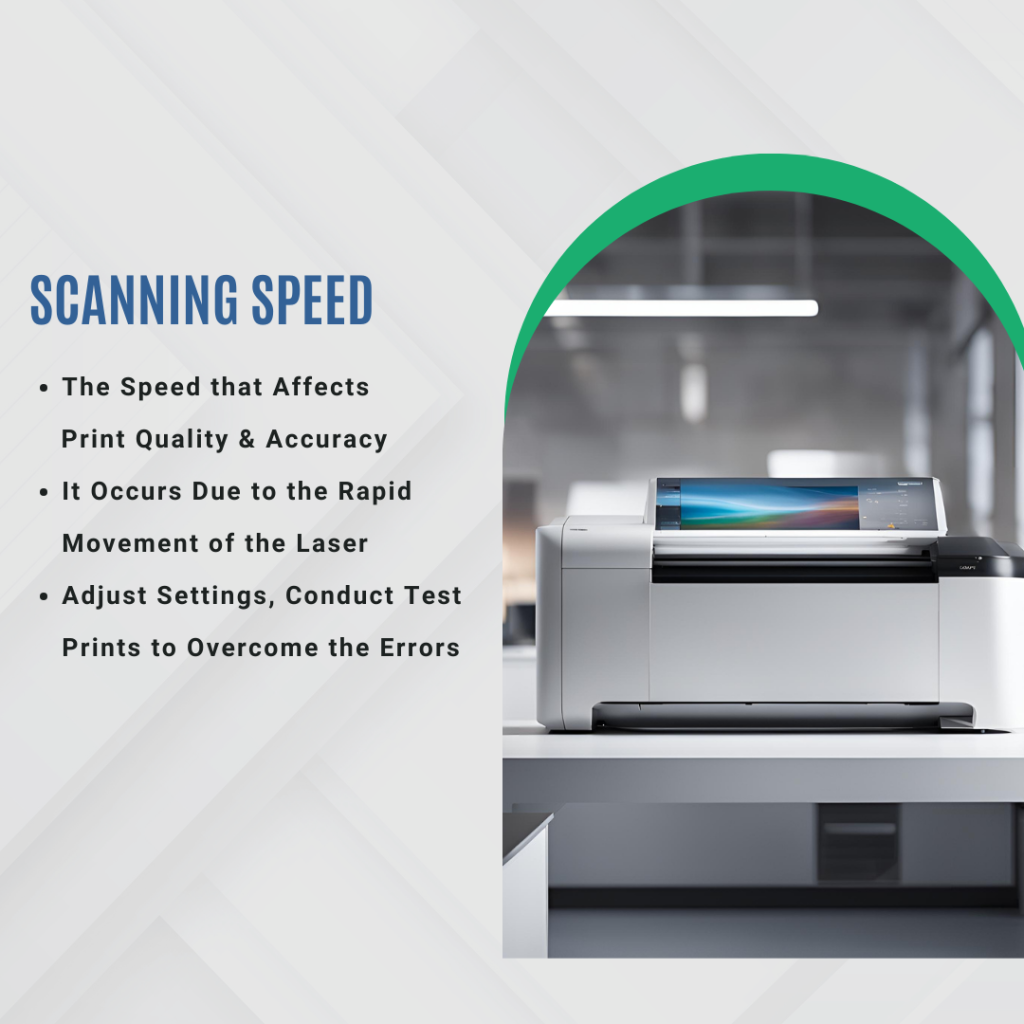 SCANNING SPEED
• The Speed that Affects
Print Quality & Accuracy
• It Occurs Due to the Rapid
Movement of the Laser
• Adjust Settings, Conduct Test
Prints to Overcome the Errors